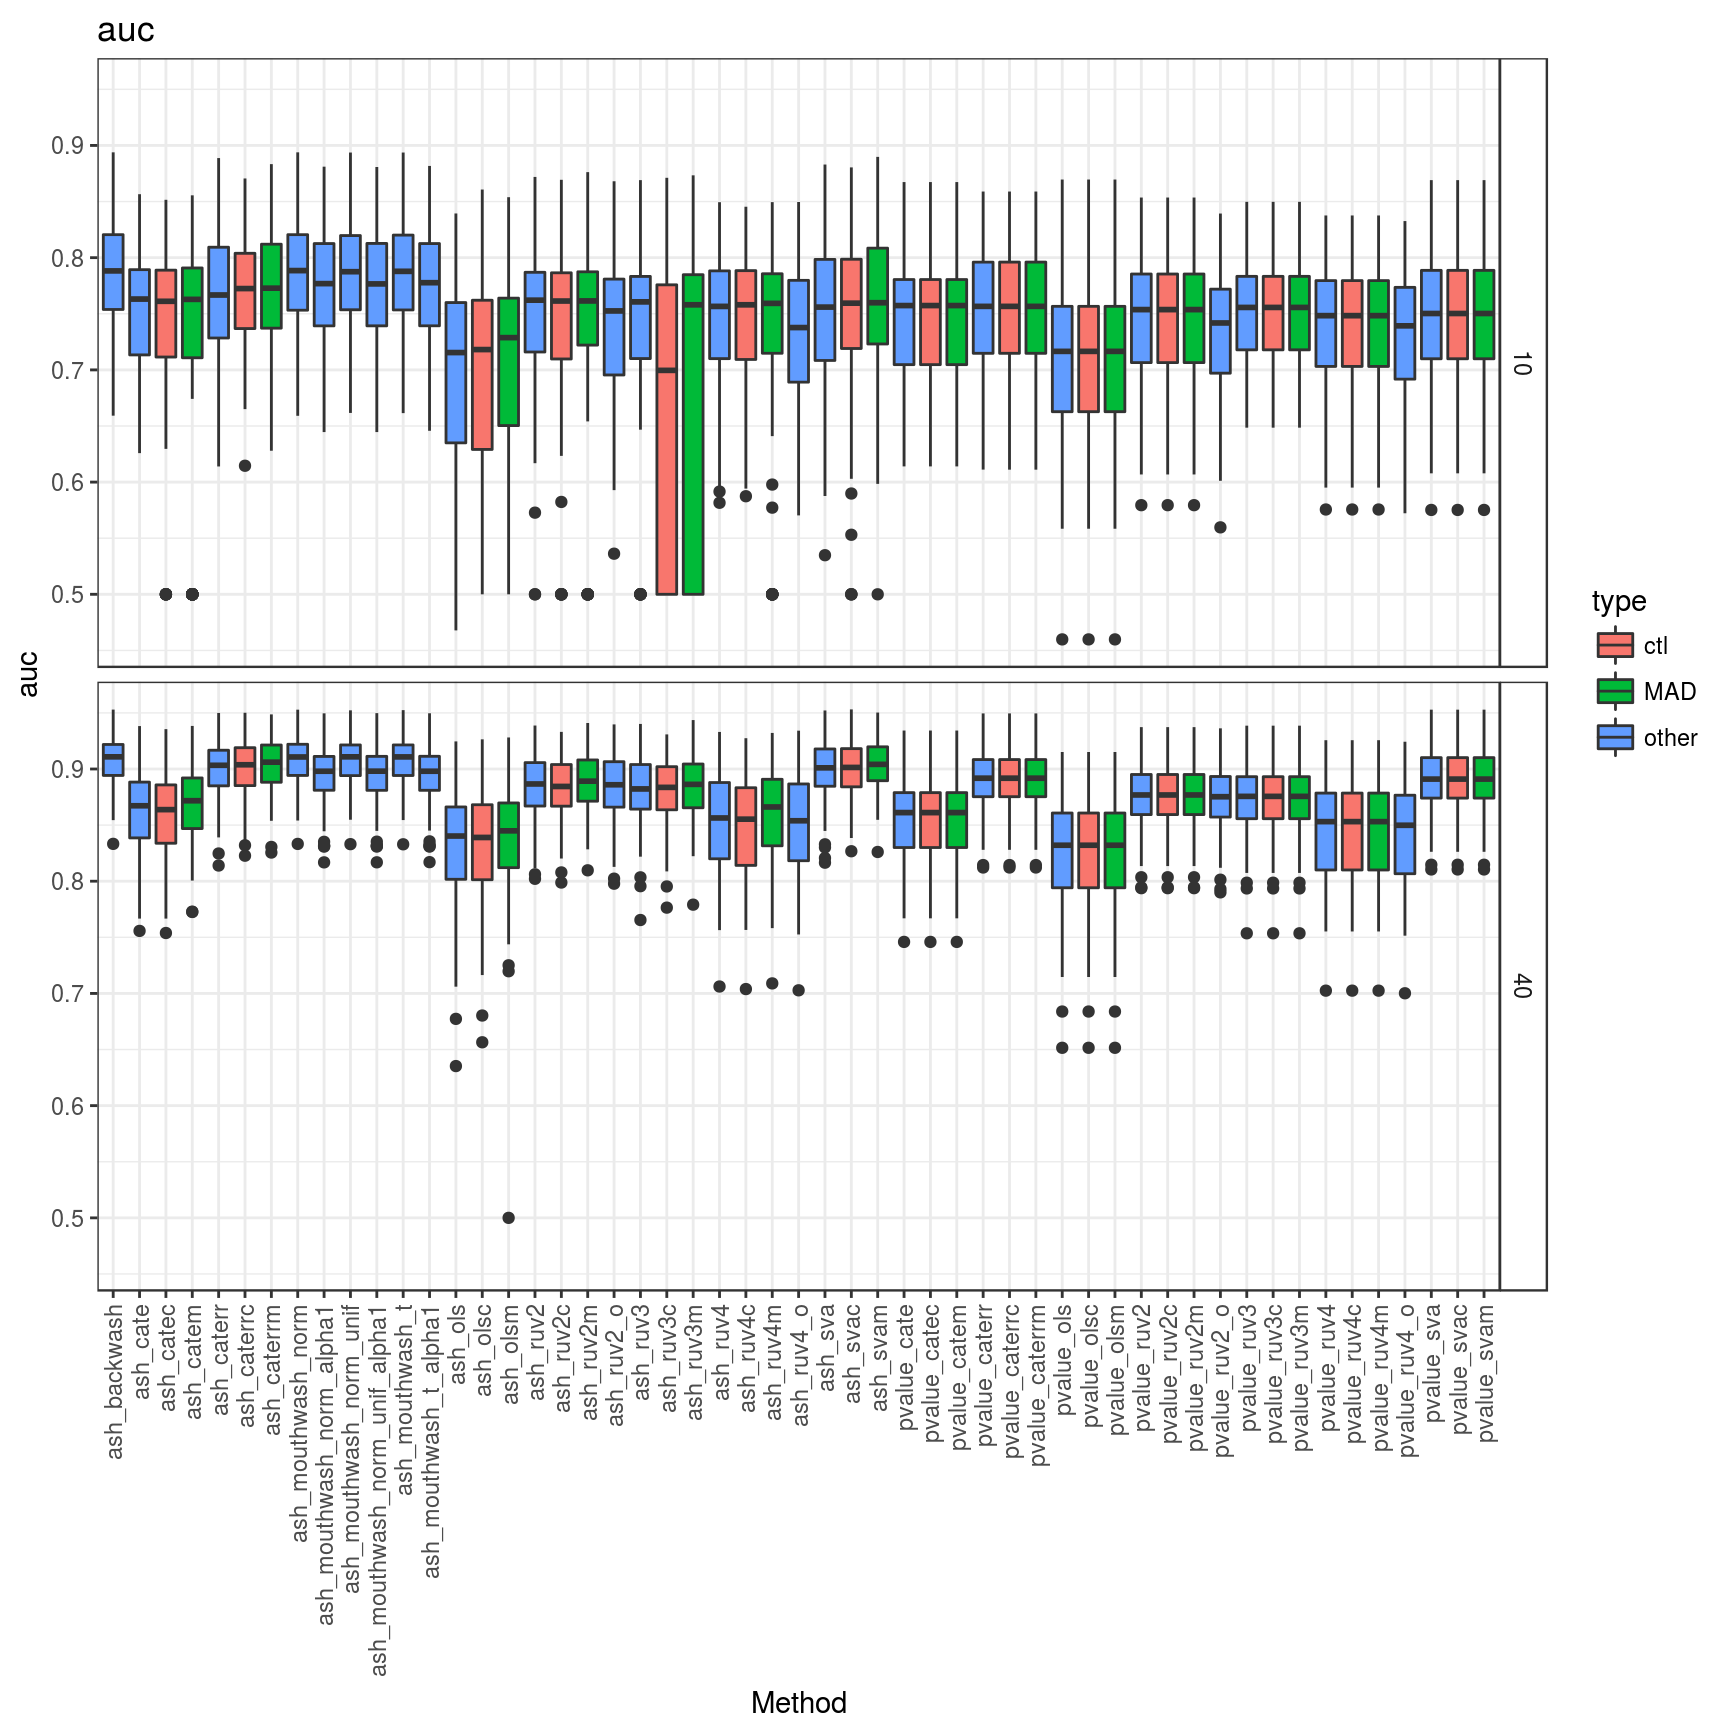 auc
auc
0.9
0.8
0.7
0.6
0.5
10
0.9
0.8
0.7
0.6
0.5
40
ash_backwash
ash_cate
ash_catec
ash_catem
ash_caterr
ash_caterrc
ash_caterrm
ash_mouthwash_norm
ash_mouthwash_norm_alpha1
ash_mouthwash_norm_unif
ash_mouthwash_norm_unif_alpha1
ash_mouthwash_t
ash_mouthwash_t_alpha1
ash_ols
ash_olsc
ash_olsm
ash_ruv2
ash_ruv2c
ash_ruv2m
ash_ruv2_o
ash_ruv3
ash_ruv3c
ash_ruv3m
ash_ruv4
ash_ruv4c
ash_ruv4m
ash_ruv4_o
ash_sva
ash_svac
ash_svam
pvalue_cate
pvalue_catec
pvalue_catem
pvalue_caterr
pvalue_caterrc
pvalue_caterrm
pvalue_ols
pvalue_olsc
pvalue_olsm
pvalue_ruv2
pvalue_ruv2c
pvalue_ruv2m
pvalue_ruv2_o
pvalue_ruv3
pvalue_ruv3c
pvalue_ruv3m
pvalue_ruv4
pvalue_ruv4c
pvalue_ruv4m
pvalue_ruv4_o
pvalue_sva
pvalue_svac
pvalue_svam
Method
type
ctl
MAD
other